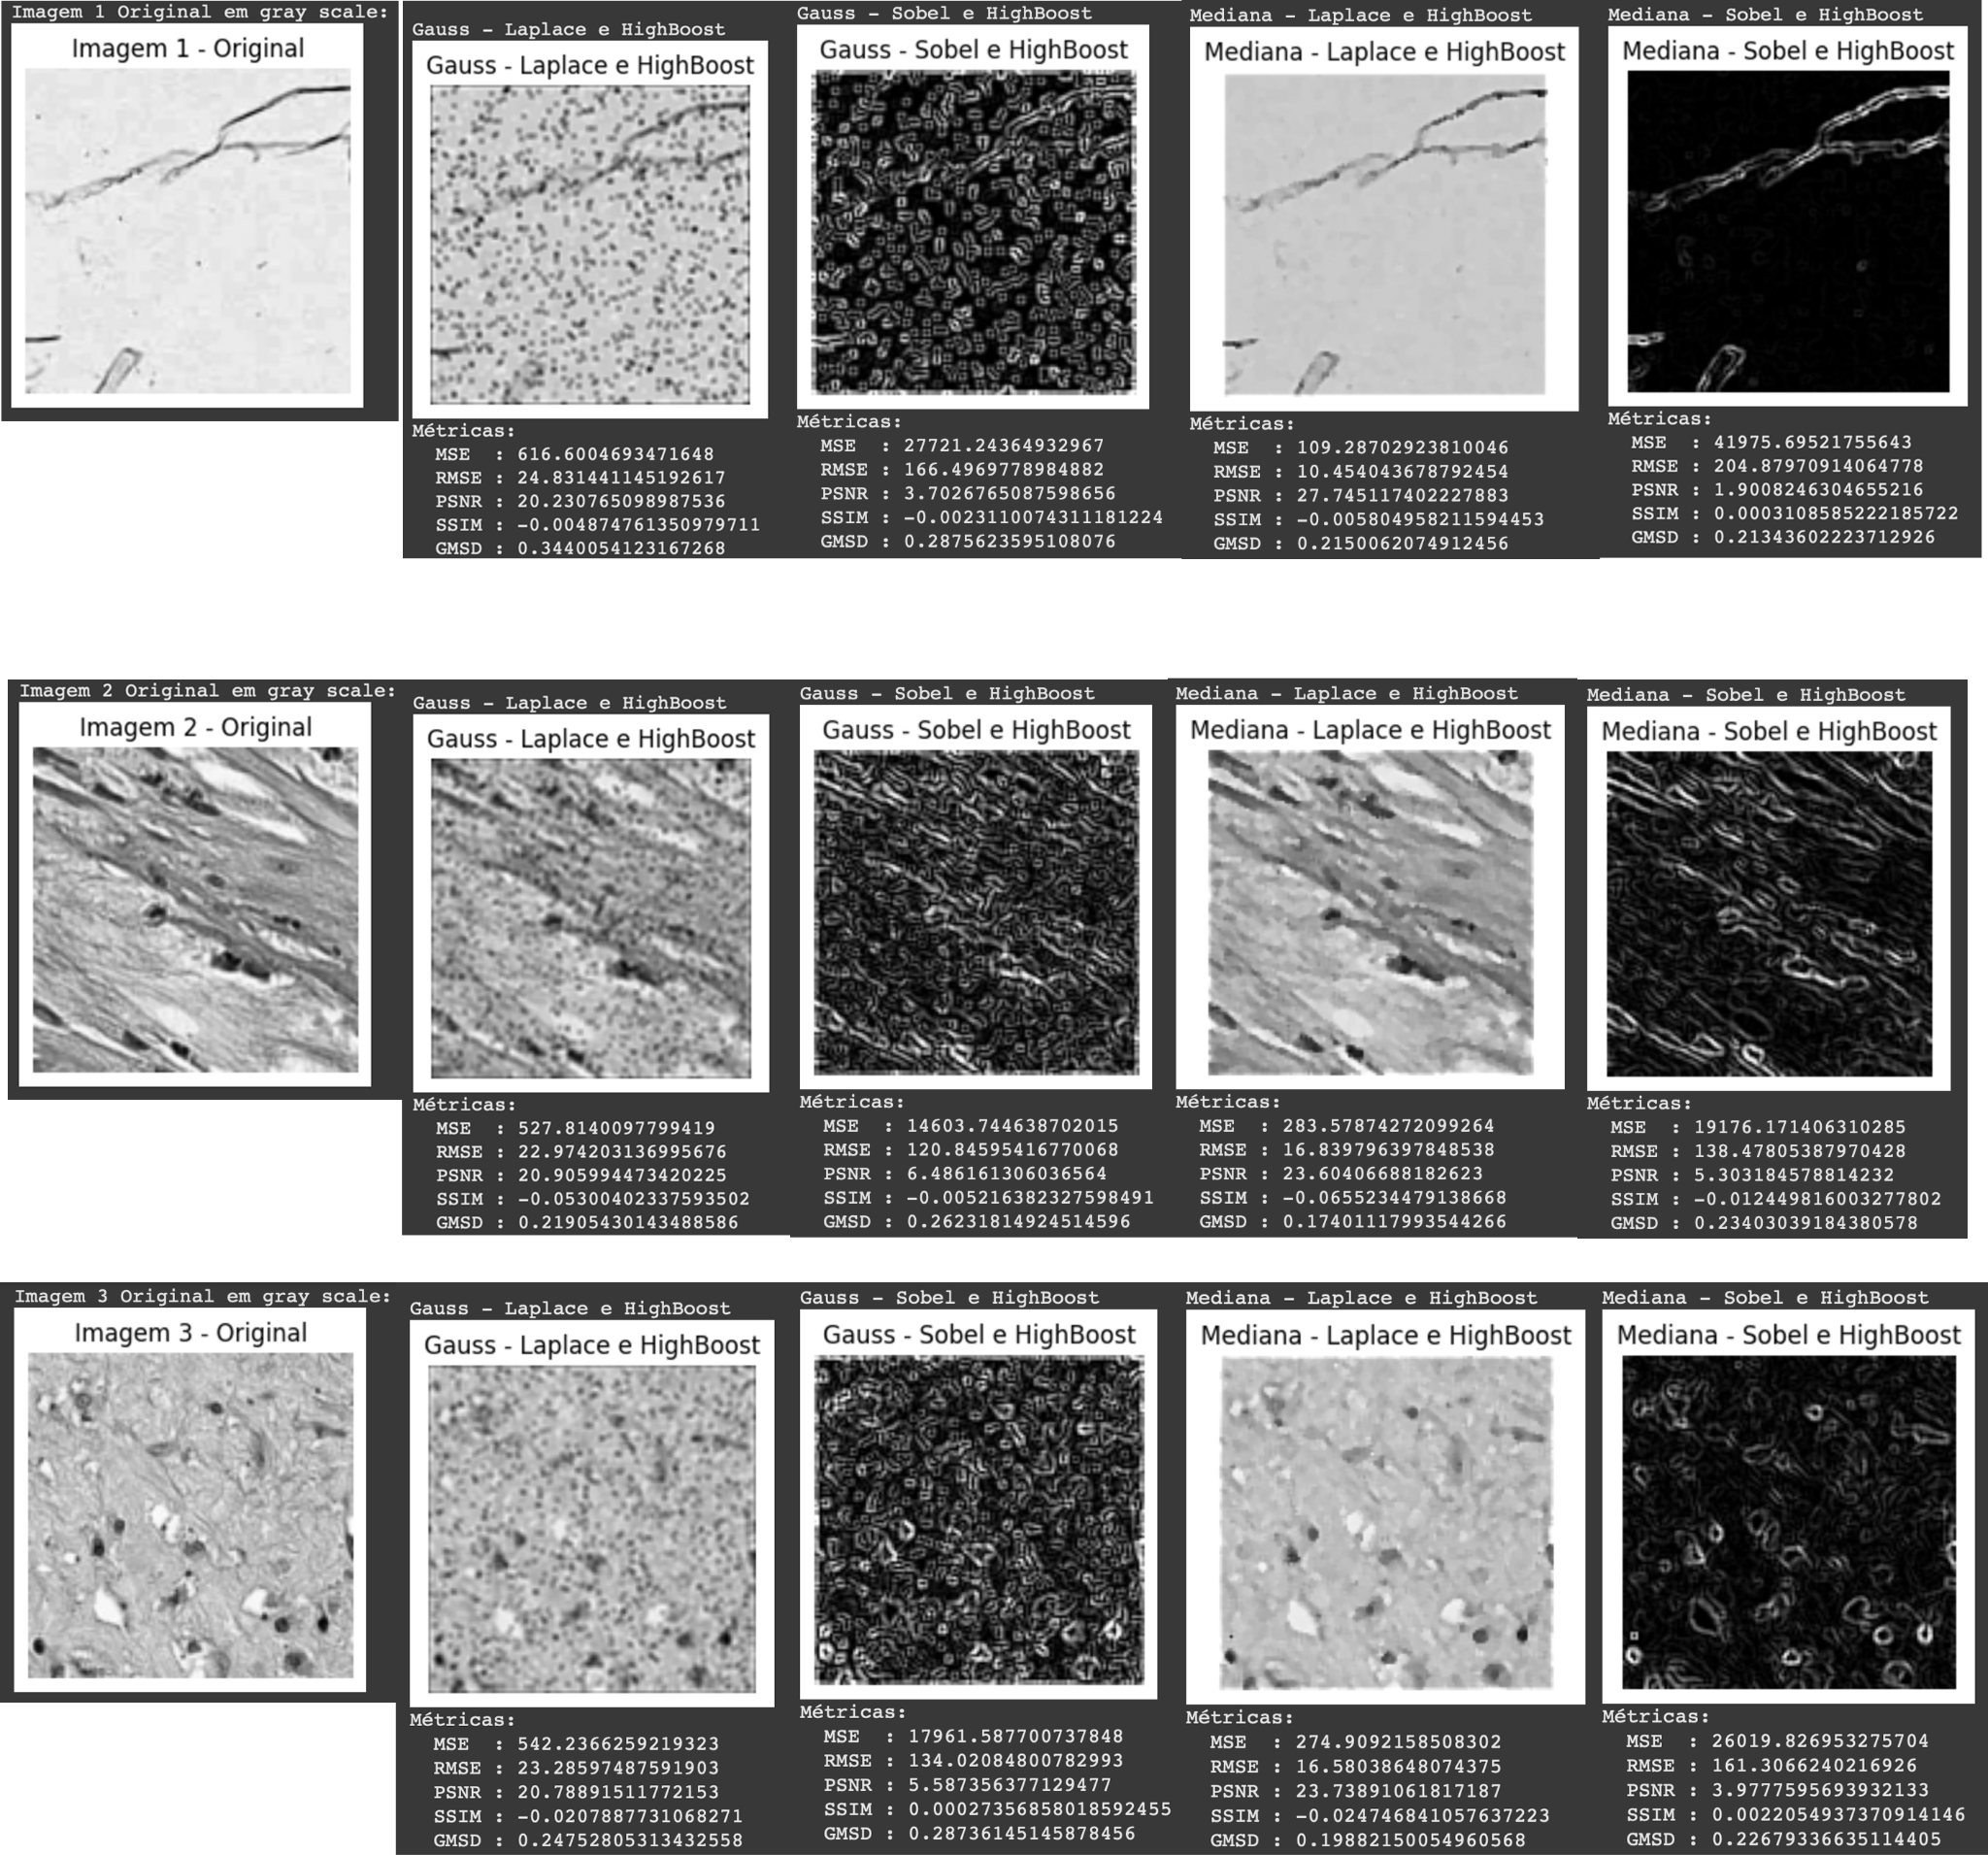 Imagem 1 Original em gray scale:
Imagem 1 - Original
Gauss - Laplace e HighBoost
Gauss - Laplace e HighBoost
Métricas:
MSE : 616.6004693471648
RMSE : 24.831441145192617
PSNR : 20.230765098987536
SSIM : -0.004874761350979711
GMSD : 0.3440054123167268
Gauss - Sobel e HighBoost
Gauss - Sobel e HighBoost
Métricas:
MSE : 27721.24364932967
RMSE : 166.4969778984882
PSNR : 3.7026765087598656
SSIM : -0.0023110074311181224
GMSD : 0.2875623595108076
Mediana - Laplace e HighBoost
Mediana - Laplace e HighBoost
Métricas:
MSE : 109.28702923810046
RMSE : 10.454043678792454
PSNR : 27.745117402227883
SSIM : -0.005804958211594453
GMSD : 0.2150062074912456
Mediana - Sobel e HighBoost
Mediana - Sobel e HighBoost
Métricas:
MSE : 41975.69521755643
RMSE : 204.87970914064778
PSNR : 1.9008246304655216
SSIM : 0.0003108585222185722
GMSD : 0.21343602223712926
Imagem 2 Original em gray scale:
Imagem 2 - Original
Gauss - Laplace e HighBoost
Gauss - Laplace e HighBoost
Métricas:
MSE : 527.8140097799419
RMSE : 22.974203136995676
PSNR : 20.905994473420225
SSIM : -0.05300402337593502
GMSD : 0.21905430143488586
Gauss - Sobel e HighBoost
Gauss - Sobel e HighBoost
Métricas:
MSE : 14603.744638702015
RMSE : 120.84595416770068
PSNR : 6.486161306036564
SSIM : -0.005216382327598491
GMSD : 0.26231814924514596
Mediana - Laplace e HighBoost
Mediana - Laplace e HighBoost
Métricas:
MSE : 283.57874272099264
RMSE : 16.839796397848538
PSNR : 23.60406688182623
SSIM : -0.0655234479138668
GMSD : 0.17401117993544266
Mediana - Sobel e HighBoost
Mediana - Sobel e HighBoost
Métricas:
MSE : 19176.171406310285
RMSE : 138.47805387970428
PSNR : 5.303184578814232
SSIM : -0.012449816003277802
GMSD : 0.23403039184380578
Imagem 3 Original em gray scale:
Imagem 3 - Original
Gauss - Laplace e HighBoost
Gauss - Laplace e HighBoost
Métricas:
MSE : 542.2366259219323
RMSE : 23.28597487591903
PSNR : 20.78891511772153
SSIM : -0.0207887731068271
GMSD : 0.24752805313432558
Gauss - Sobel e HighBoost
Gauss - Sobel e HighBoost
Métricas:
MSE : 17961.587700737848
RMSE : 134.02084800782993
PSNR : 5.587356377129477
SSIM : 0.00027356858018592455
GMSD : 0.28736145145878456
Mediana - Laplace e HighBoost
Mediana - Laplace e HighBoost
Métricas:
MSE : 274.9092158508302
RMSE : 16.58038648074375
PSNR : 23.73891061817187
SSIM : -0.024746841057637223
GMSD : 0.19882150054960568
Mediana - Sobel e HighBoost
Mediana - Sobel e HighBoost
Métricas:
MSE : 26019.826953275704
RMSE : 161.3066240216926
PSNR : 3.9777595693932133
SSIM : 0.0022054937370914146
GMSD : 0.22679336635114405